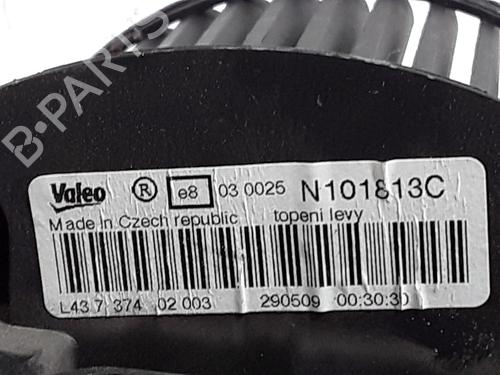 B-PARTS
Valeo ® e8 03 0025 N101813C
Made in Czech republic topeni levy
L43 7 374 02 003 290509 00:30:30